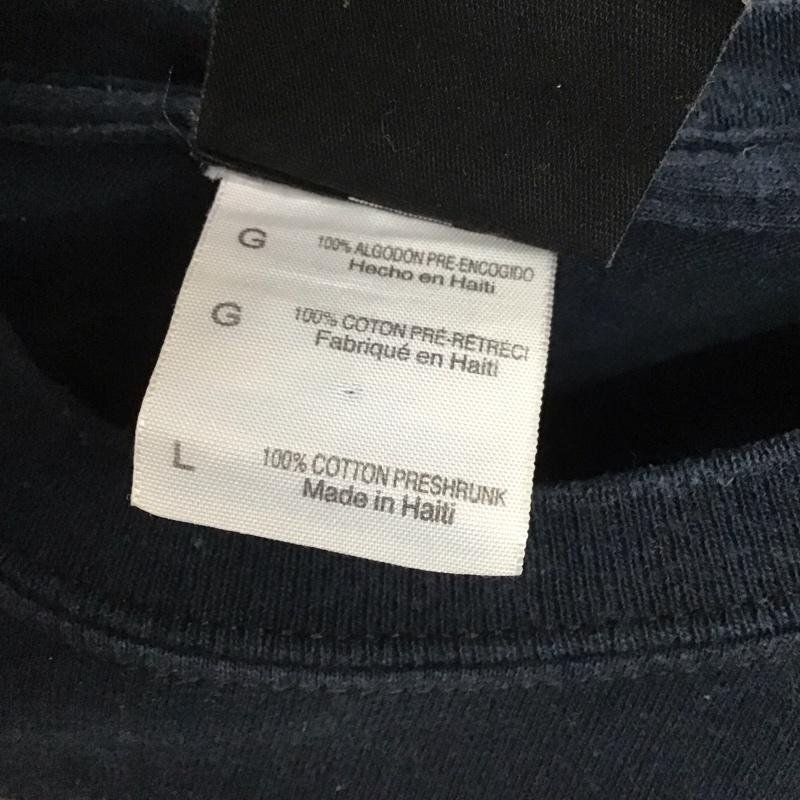 G 100% ALGODON PRE-ENCOGIDO
Hecho en Haiti
G 100% COTON PRÉ-RÉTRÉCI
Fabriqué en Haiti
L 100% COTTON PRESHRUNK
Made in Haiti